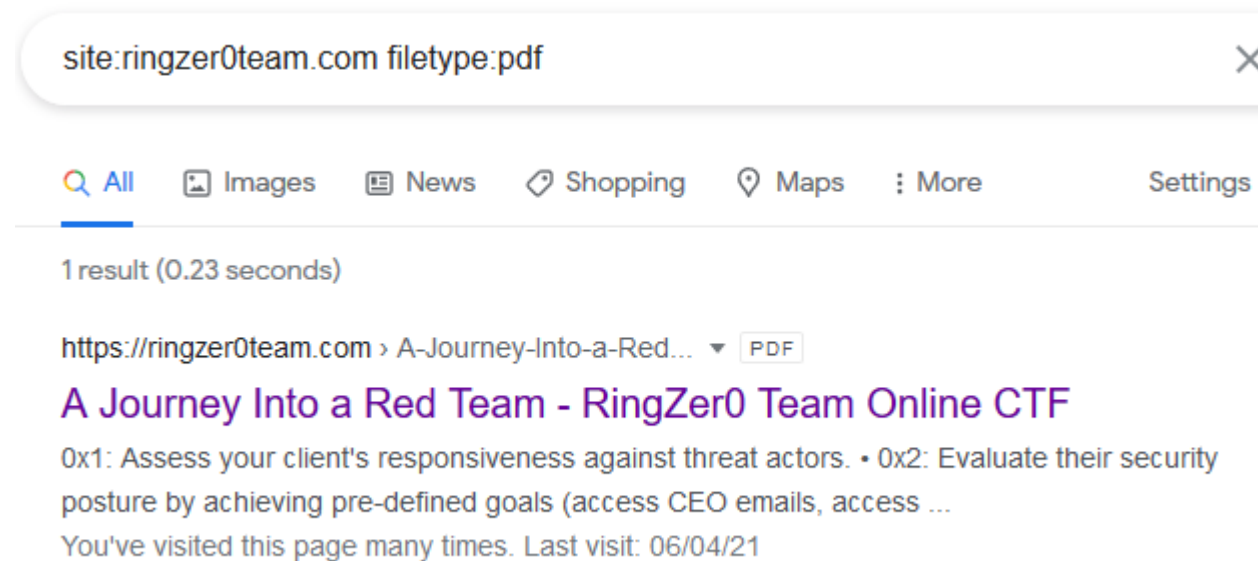 site:ringzer0team.com filetype:pdf
All Images News Shopping Maps More Settings
1 result (0.23 seconds)
https://ringzer0team.com › A-Journey-Into-a-Red... PDF
A Journey Into a Red Team - RingZer0 Team Online CTF
0x1: Assess your client's responsiveness against threat actors. • 0x2: Evaluate their security
posture by achieving pre-defined goals (access CEO emails, access ...
You've visited this page many times. Last visit: 06/04/21